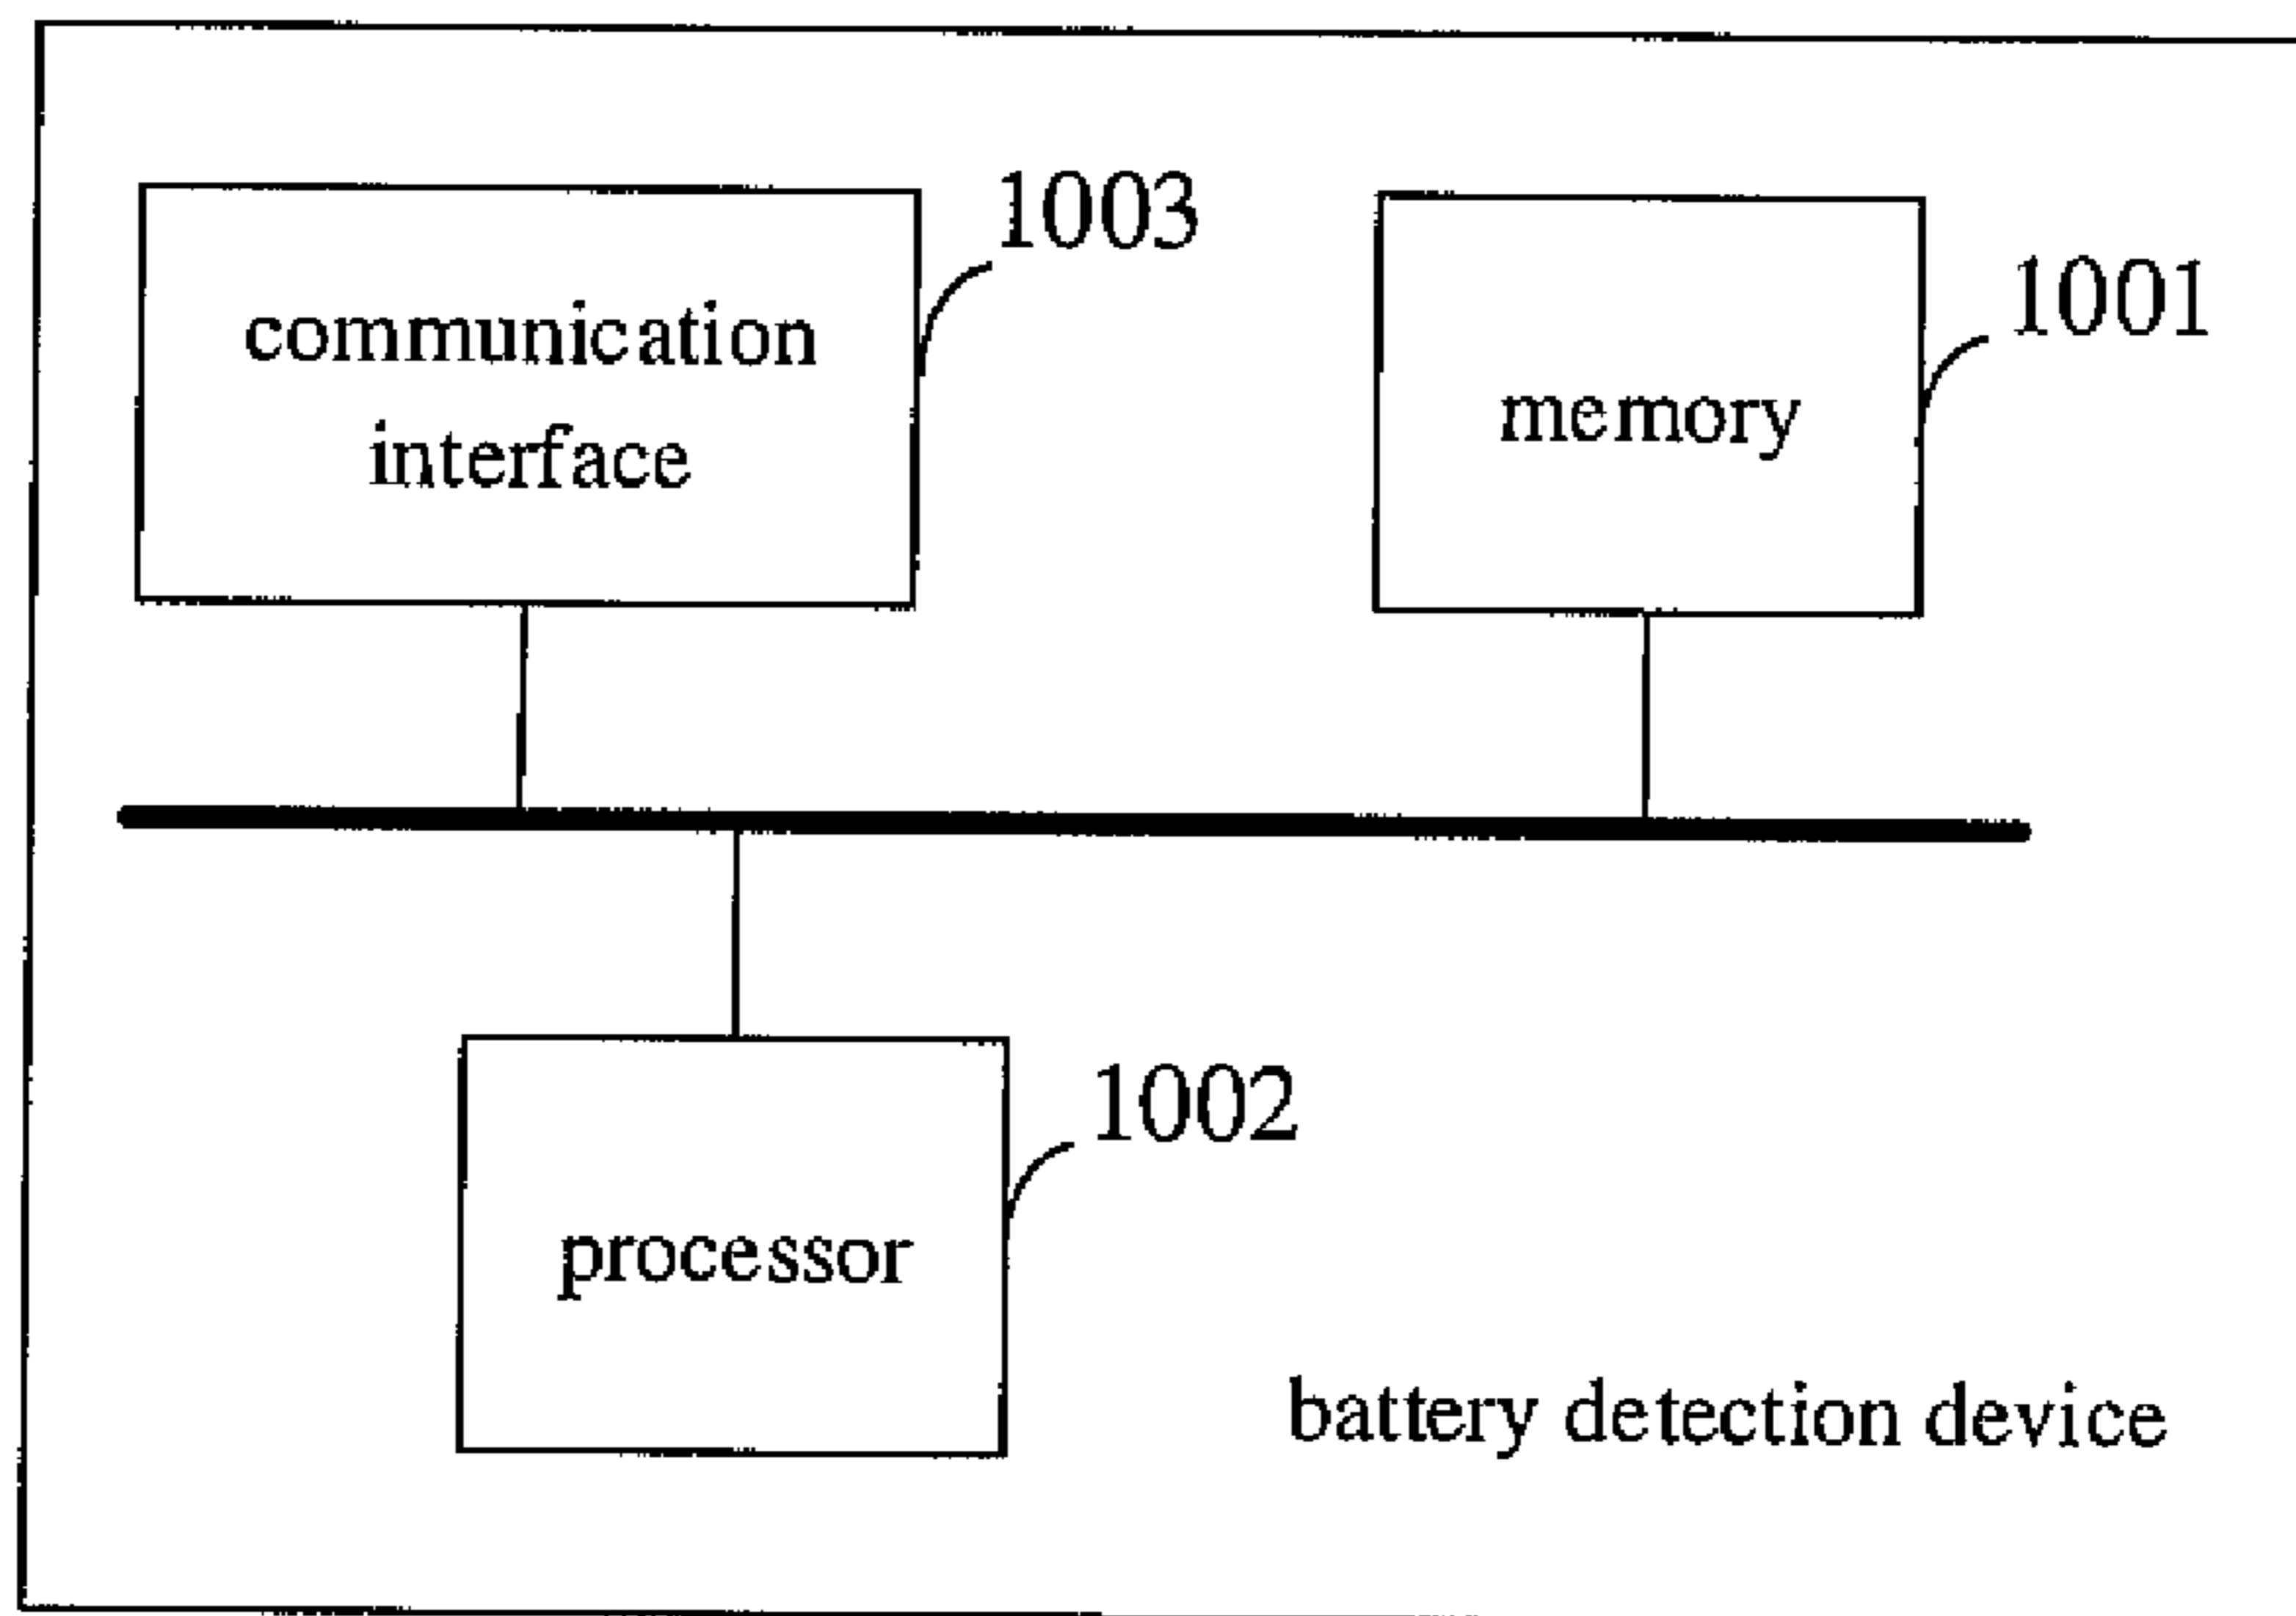 1003
communication
interface
1001
memory
1002
processor
battery detection device